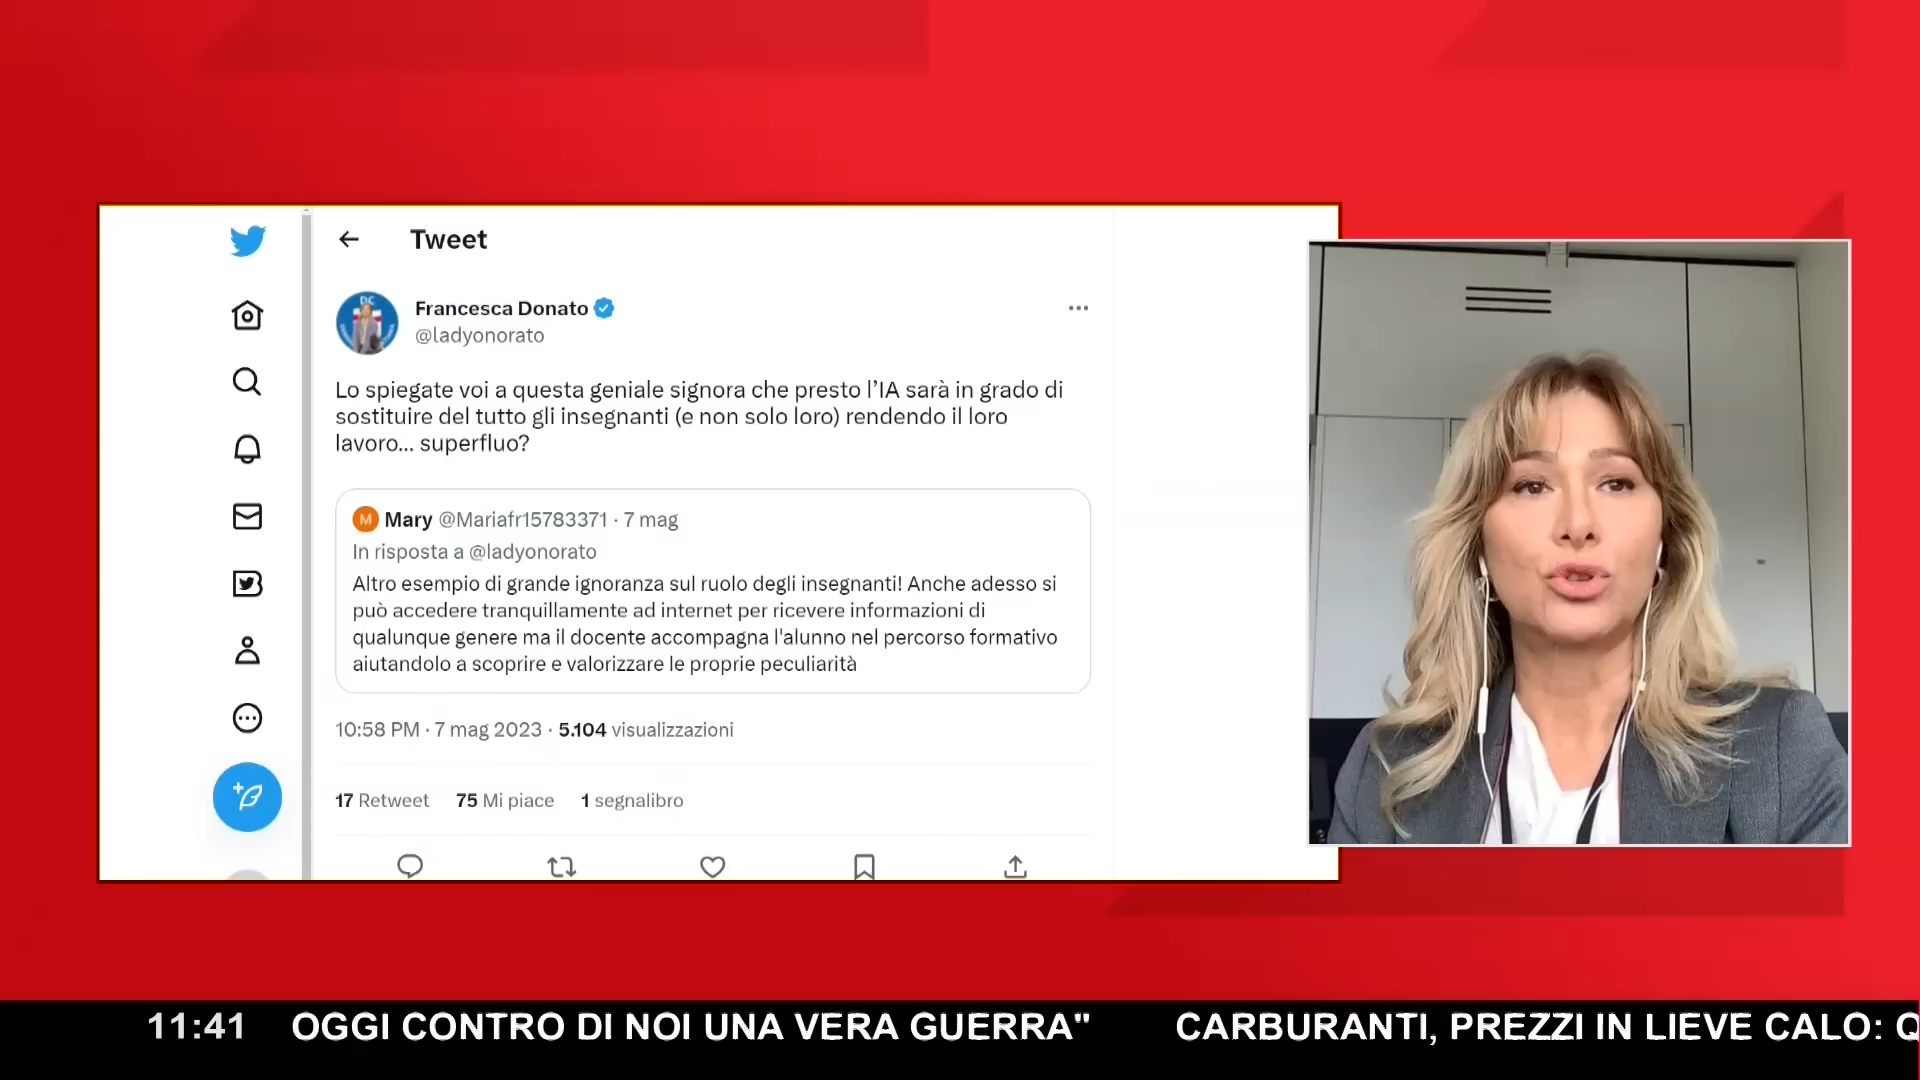 Tweet
DC
Francesca Donato
@ladyonorato
Lo spiegate voi a questa geniale signora che presto l’IA sarà in grado di
sostituire del tutto gli insegnanti (e non solo loro) rendendo il loro
lavoro... superfluo?
M Mary @Mariafr15783371 · 7 mag
In risposta a @ladyonorato
Altro esempio di grande ignoranza sul ruolo degli insegnanti! Anche adesso si
può accedere tranquillamente ad internet per ricevere informazioni di
qualunque genere ma il docente accompagna l'alunno nel percorso formativo
aiutandolo a scoprire e valorizzare le proprie peculiarità
10:58 PM · 7 mag 2023 · 5.104 visualizzazioni
17 Retweet 75 Mi piace 1 segnalibro
11:41 OGGI CONTRO DI NOI UNA VERA GUERRA" CARBURANTI, PREZZI IN LIEVE CALO: Q